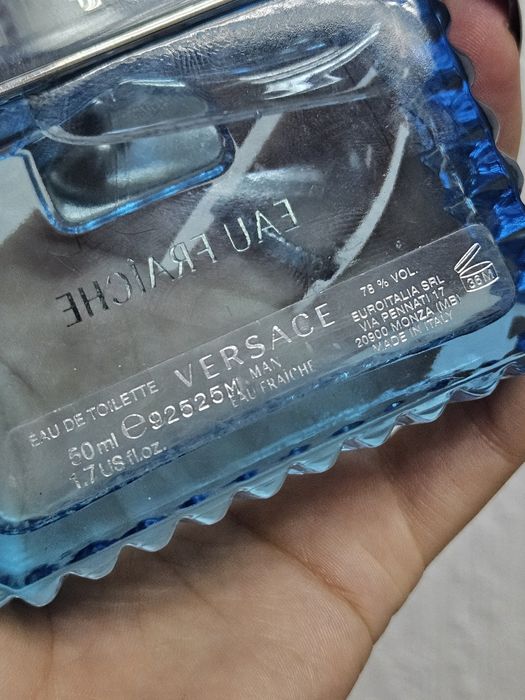 EAU FRAÎCHE
EAU DE TOILETTE
50 ml ℮ 92525M
1.7 US fl.oz.
VERSACE
MAN
EAU FRAÎCHE
78 % VOL.
EUROITALIA SRL
VIA PENNATI 17
20900 MONZA (MB)
MADE IN ITALY
36M